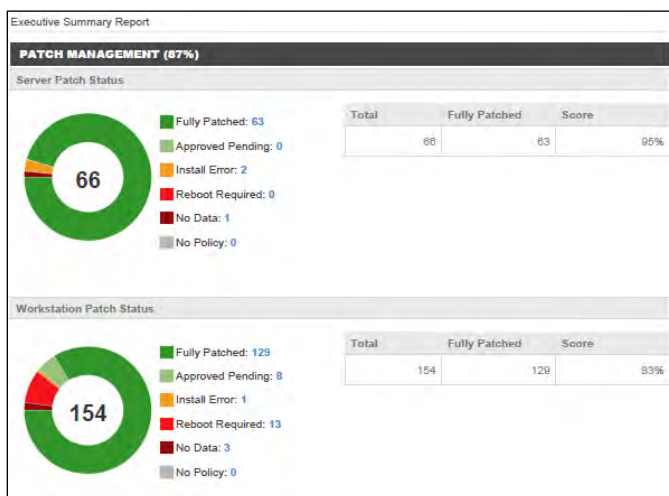 Executive Summary Report
PATCH MANAGEMENT (87%)
Server Patch Status
66
Fully Patched: 63
Approved Pending: 0
Install Error: 2
Reboot Required: 0
No Data: 1
No Policy: 0
Total Fully Patched Score
66 63 95%
Workstation Patch Status
154
Fully Patched: 129
Approved Pending: 8
Install Error: 1
Reboot Required: 13
No Data: 3
No Policy: 0
Total Fully Patched Score
154 129 83%